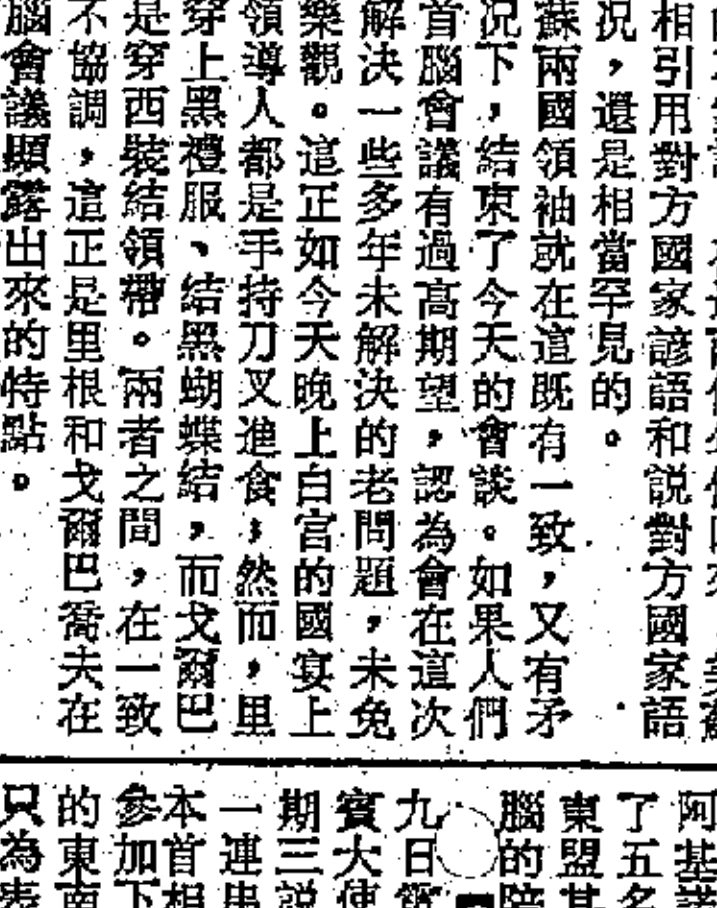 相引用對方國家諺語和説對方國家語
況，還是相當罕見的。
蘇兩國領袖就在這既有一致，又有矛
況下，結束了今天的會談。如果人們
首腦會議有過高期望，認為會在這次
解決一些多年未解決的老問題，未免
樂觀。這正如今天晚上白宮的國宴上
領導人都是手持刀叉進食；然而，里
穿上黑禮服、結黑蝴蝶結，而戈爾巴
是穿西裝結領帶。兩者之間，在一致
不協調，這正是里根和戈爾巴喬夫在
腦會議顯露出來的特點。
阿基諾
了五名
東盟其
腦的陪
九日
賓大使
期三説
一連串
本首相
參加下
的東南
只為表